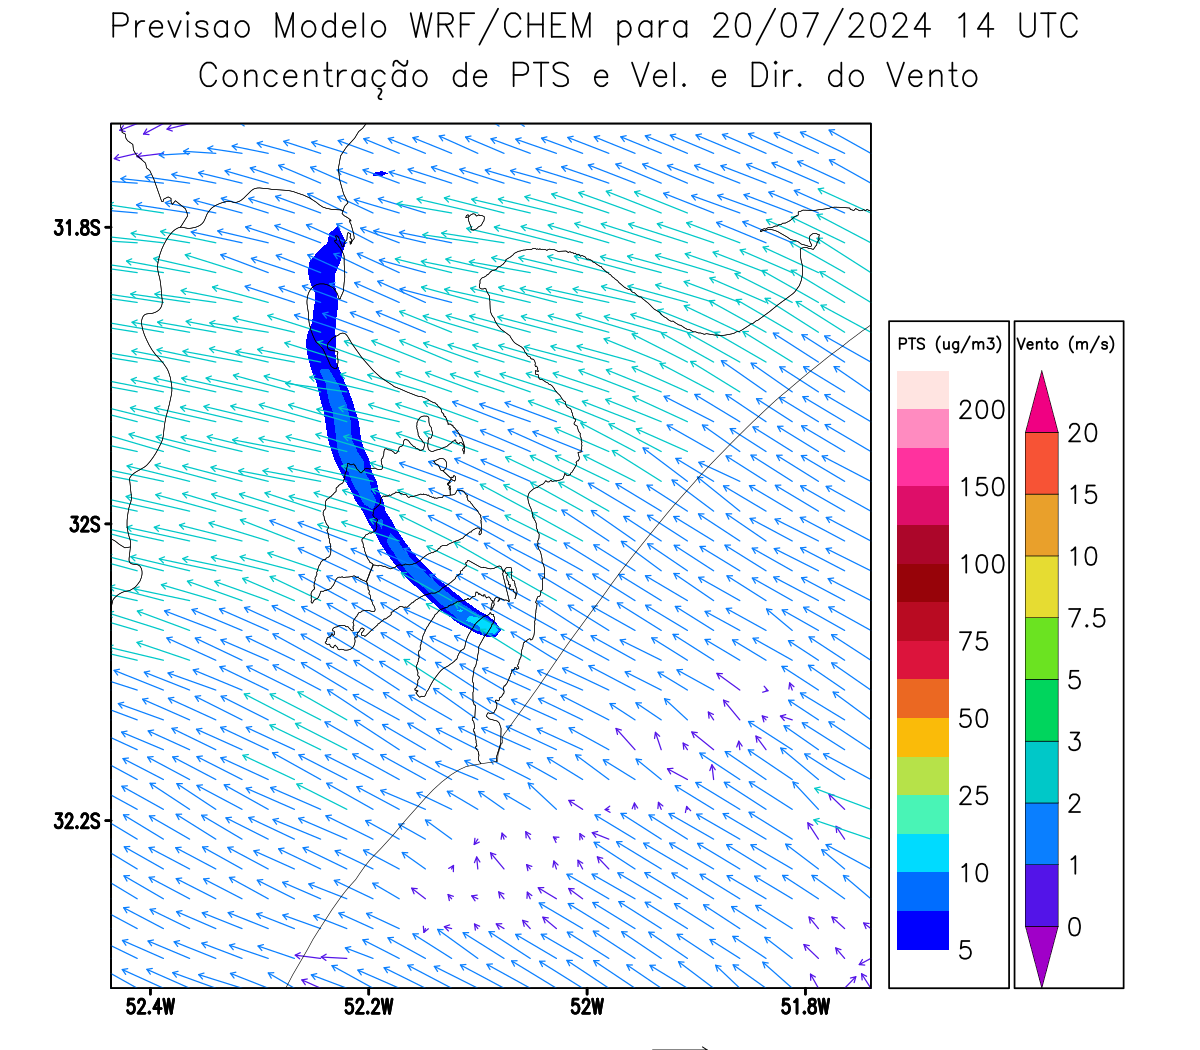 Previsao Modelo WRF/CHEM para 20/07/2024 14 UTC
Concentração de PTS e Vel. e Dir. do Vento
31.8S
32S
32.2S
52.4W 52.2W 52W 51.8W
PTS (ug/m3)
200
150
100
75
50
25
10
5
Vento (m/s)
20
15
10
7.5
5
3
2
1
0